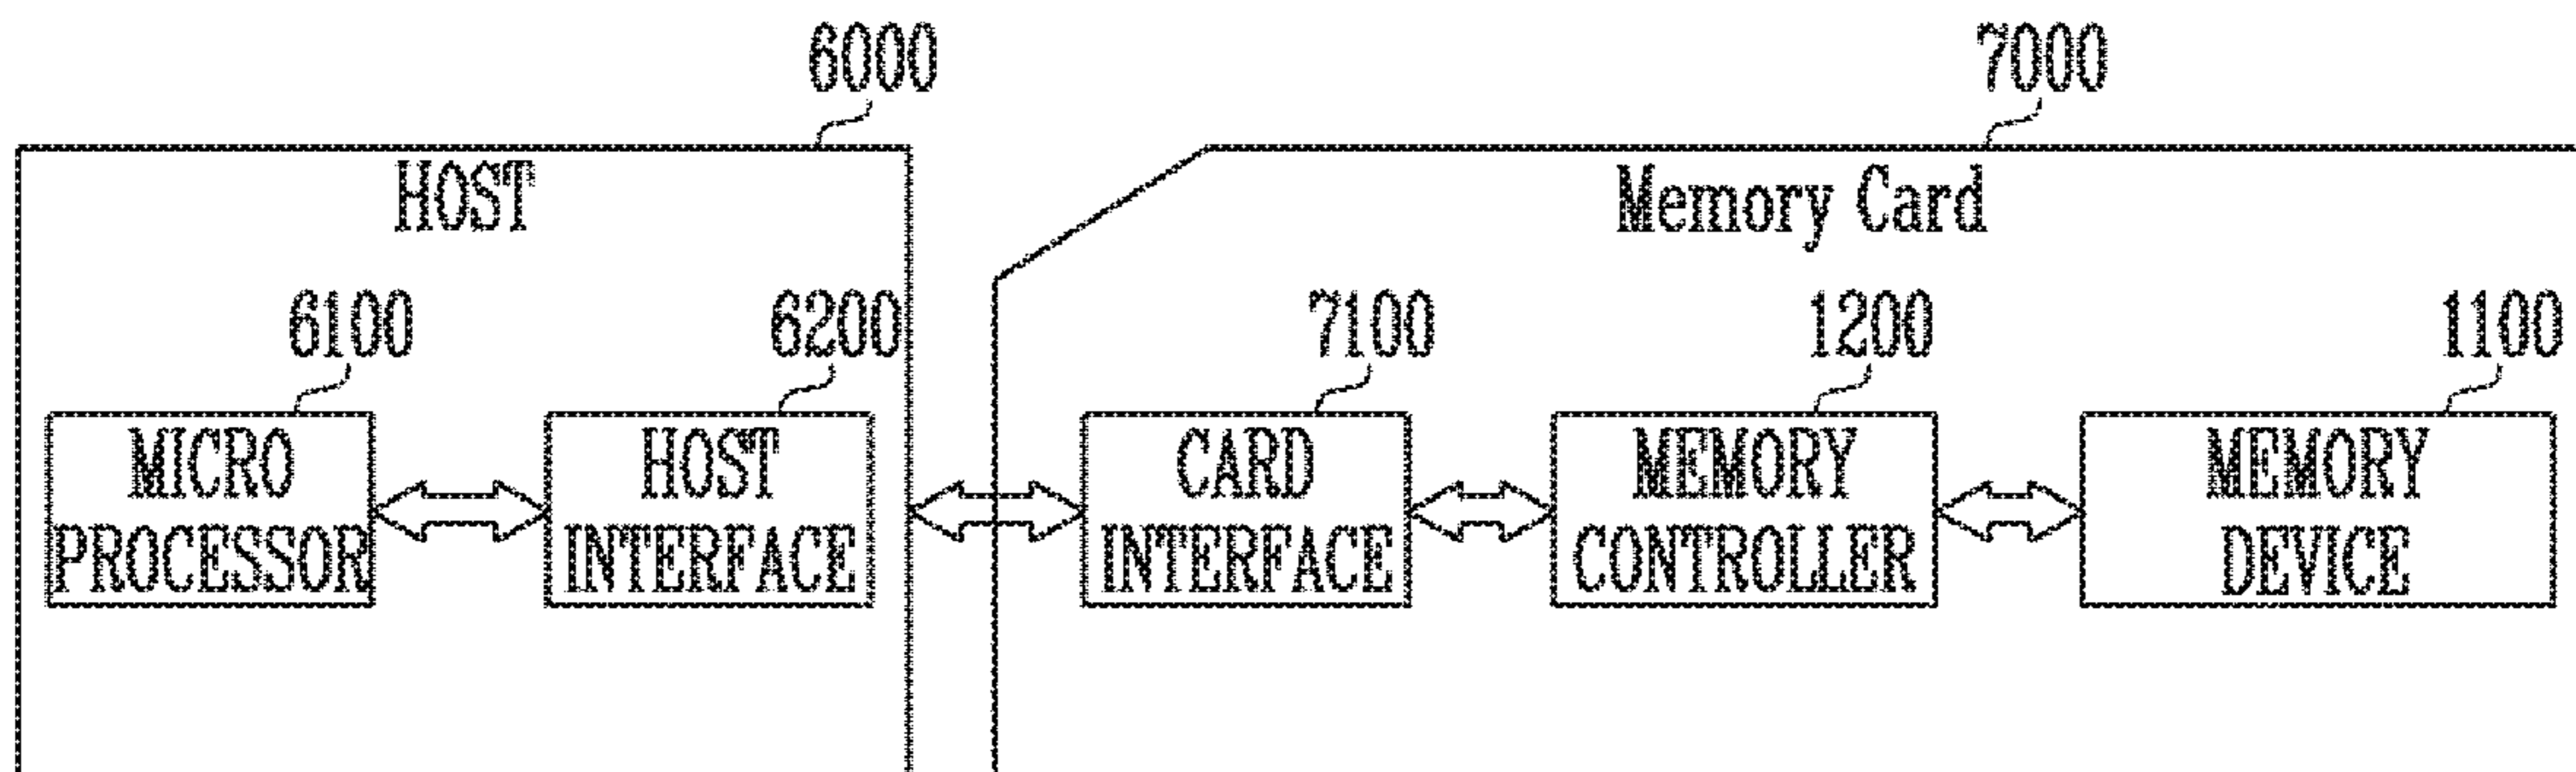 6000
7000
HOST
Memory Card
6100
6200
7100
1200
1100
MICRO
PROCESSOR
HOST
INTERFACE
CARD
INTERFACE
MEMORY
CONTROLLER
MEMORY
DEVICE